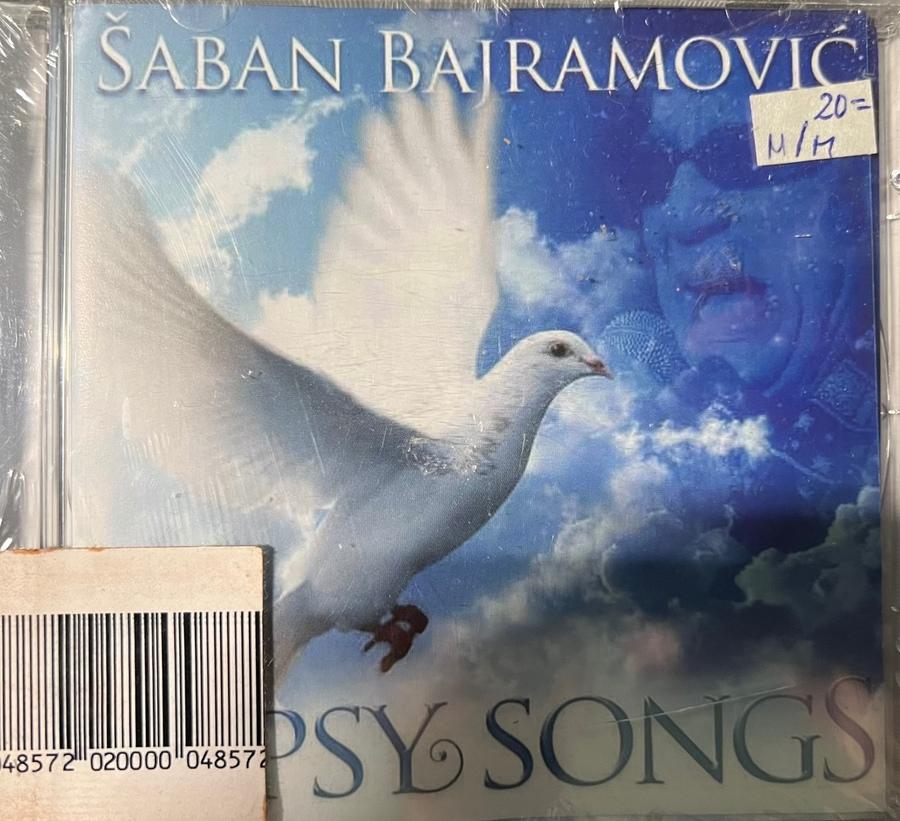 ŠABAN BAJRAMOVIĆ
20=
M/M
PSY SONGS
048572 020000 048572